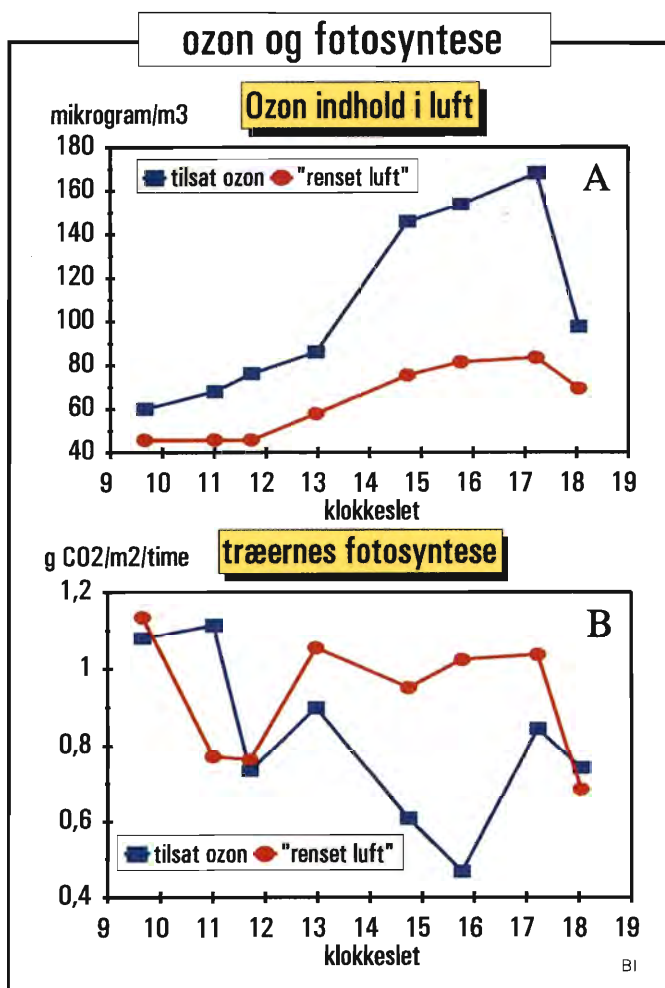 ozon og fotosyntese
Ozon indhold i luft
mikrogram/m3
180
160
140
120
100
80
60
40
tilsat ozon "renset luft"
A
9 10 11 12 13 14 15 16 17 18 19
klokkeslet
træernes fotosyntese
g CO2/m2/time
1,2
1
0,8
0,6
0,4
B
tilsat ozon "renset luft"
9 10 11 12 13 14 15 16 17 18 19
klokkeslet
BI